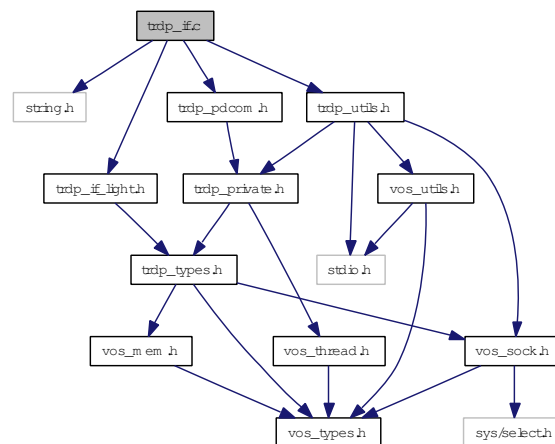 trdp_if.c
string.h
trdp_pdcom.h
trdp_utils.h
trdp_if_light.h
trdp_private.h
vos_utils.h
trdp_types.h
stdio.h
vos_mem.h
vos_thread.h
vos_sock.h
vos_types.h
sys/select.h